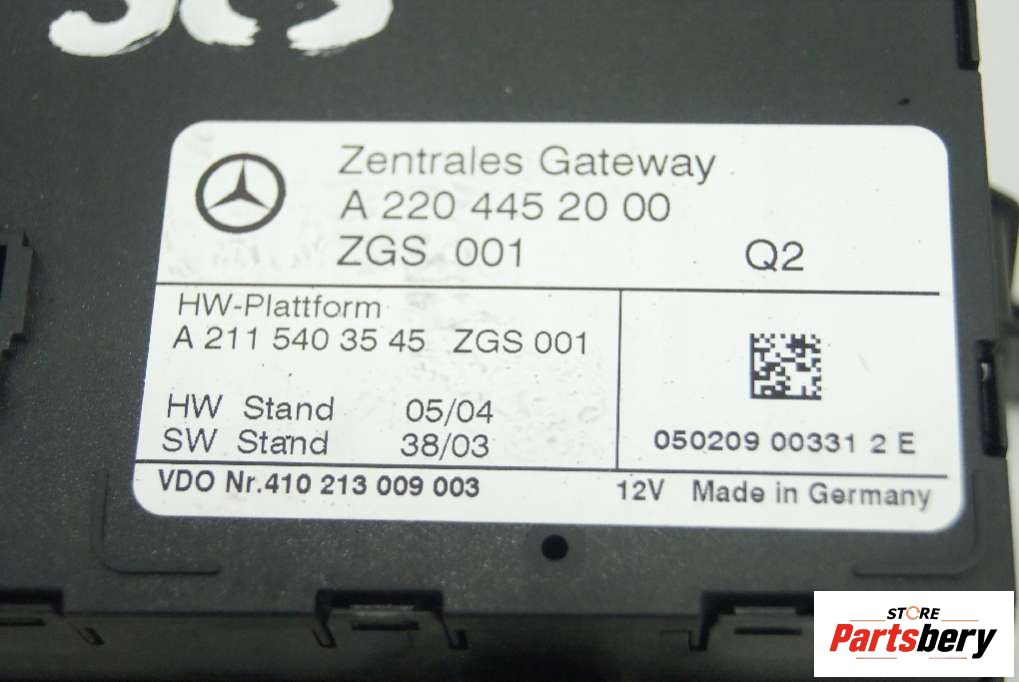 Zentrales Gateway
A 220 445 20 00
ZGS 001 Q2
HW-Plattform
A 211 540 35 45 ZGS 001
HW Stand 05/04
SW Stand 38/03
050209 00331 2 E
VDO Nr.410 213 009 003
12V Made in Germany
STORE
Partsbery